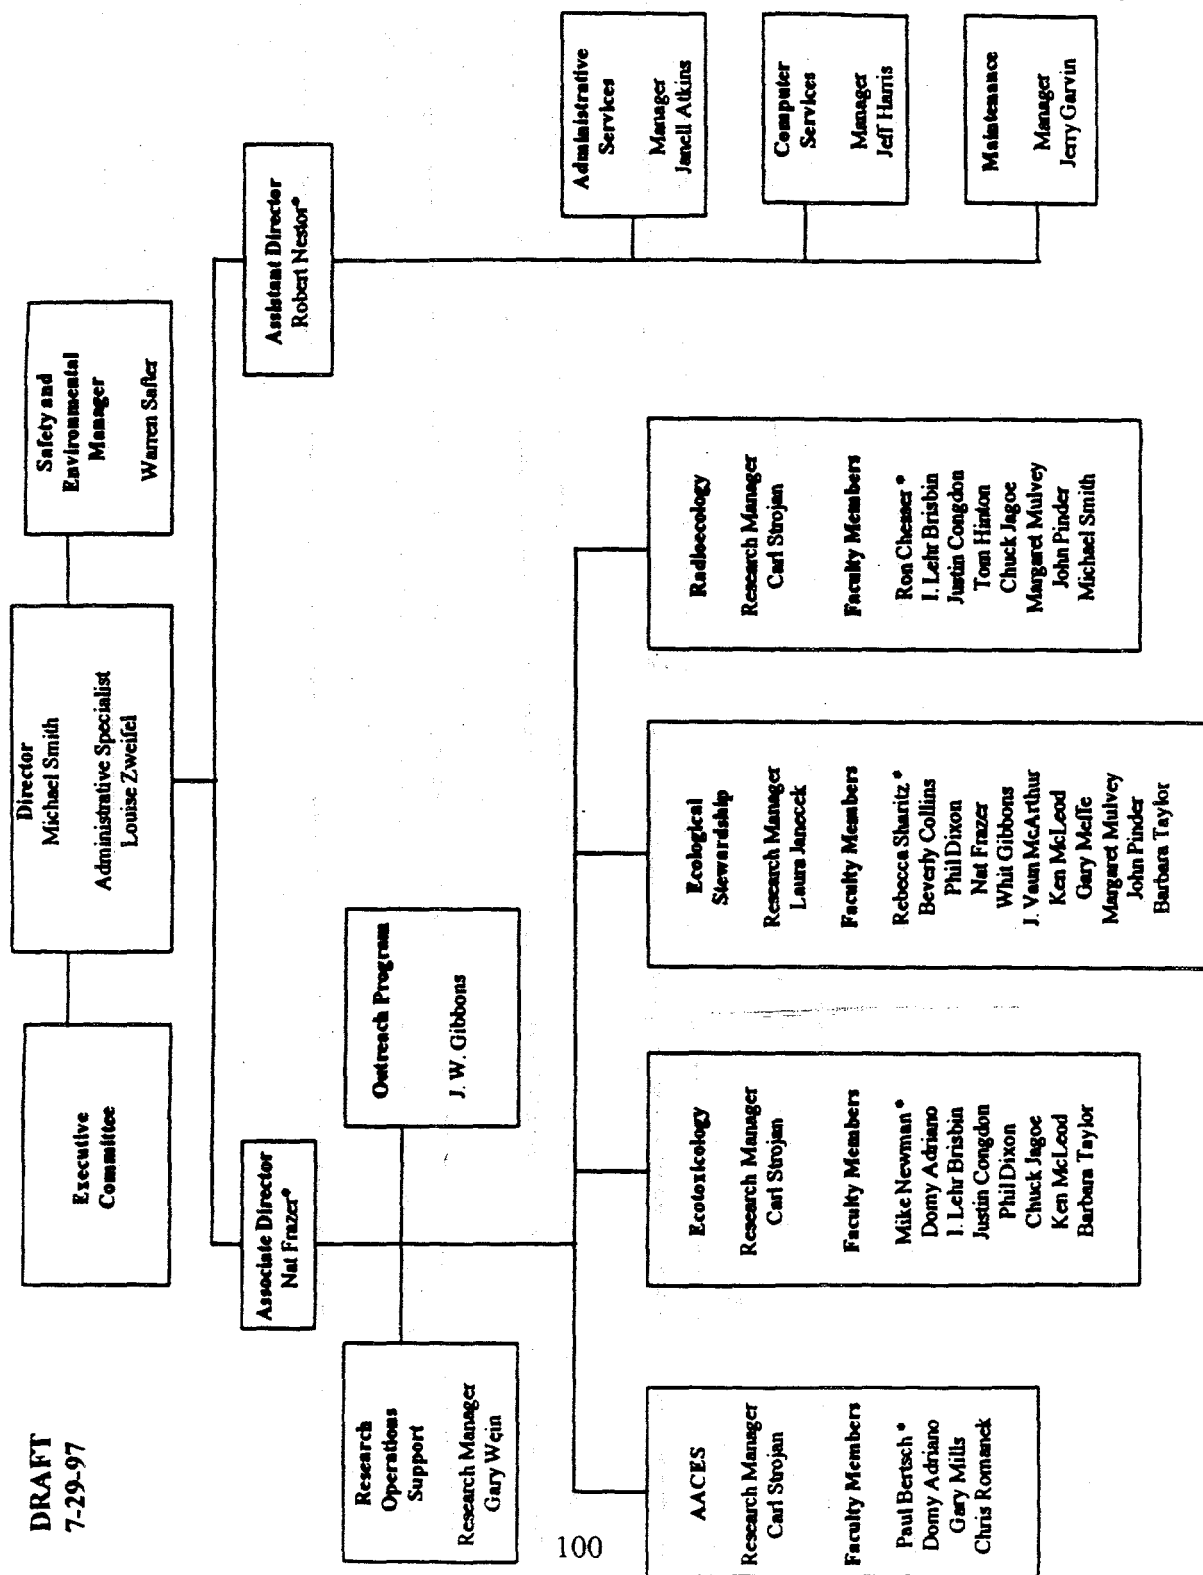 DRAFT
7-29-97
Executive
Committee
Director
Michael Smith
Administrative Specialist
Louise Zweifel
Safety and
Environmental
Manager
Warren Safter
Associate Director
Nat Frazer*
Assistant Director
Robert Nestor*
Research
Operations
Support
Research Manager
Gary Wein
Outreach Program
J. W. Gibbons
Administrative
Services
Manager
Janell Atkins
Computer
Services
Manager
Jeff Harris
Maintenance
Manager
Jerry Garvin
AACES
Research Manager
Carl Strojan
Faculty Members
Paul Bertsch *
Domy Adriano
Gary Mills
Chris Romanek
Ecotoxicology
Research Manager
Carl Strojan
Faculty Members
Mike Newman *
Domy Adriano
I. Lehr Brisbin
Justin Congdon
Phil Dixon
Chuck Jagoe
Ken McLeod
Barbara Taylor
Ecological
Stewardship
Research Manager
Laura Janecek
Faculty Members
Rebecca Sharitz *
Beverly Collins
Phil Dixon
Nat Frazer
Whit Gibbons
J. Vaun McArthur
Ken McLeod
Gary Meffe
Margaret Mulvey
John Pinder
Barbara Taylor
Radioecology
Research Manager
Carl Strojan
Faculty Members
Ron Chesser *
I. Lehr Brisbin
Justin Congdon
Tom Hinton
Chuck Jagoe
Margaret Mulvey
John Pinder
Michael Smith
100